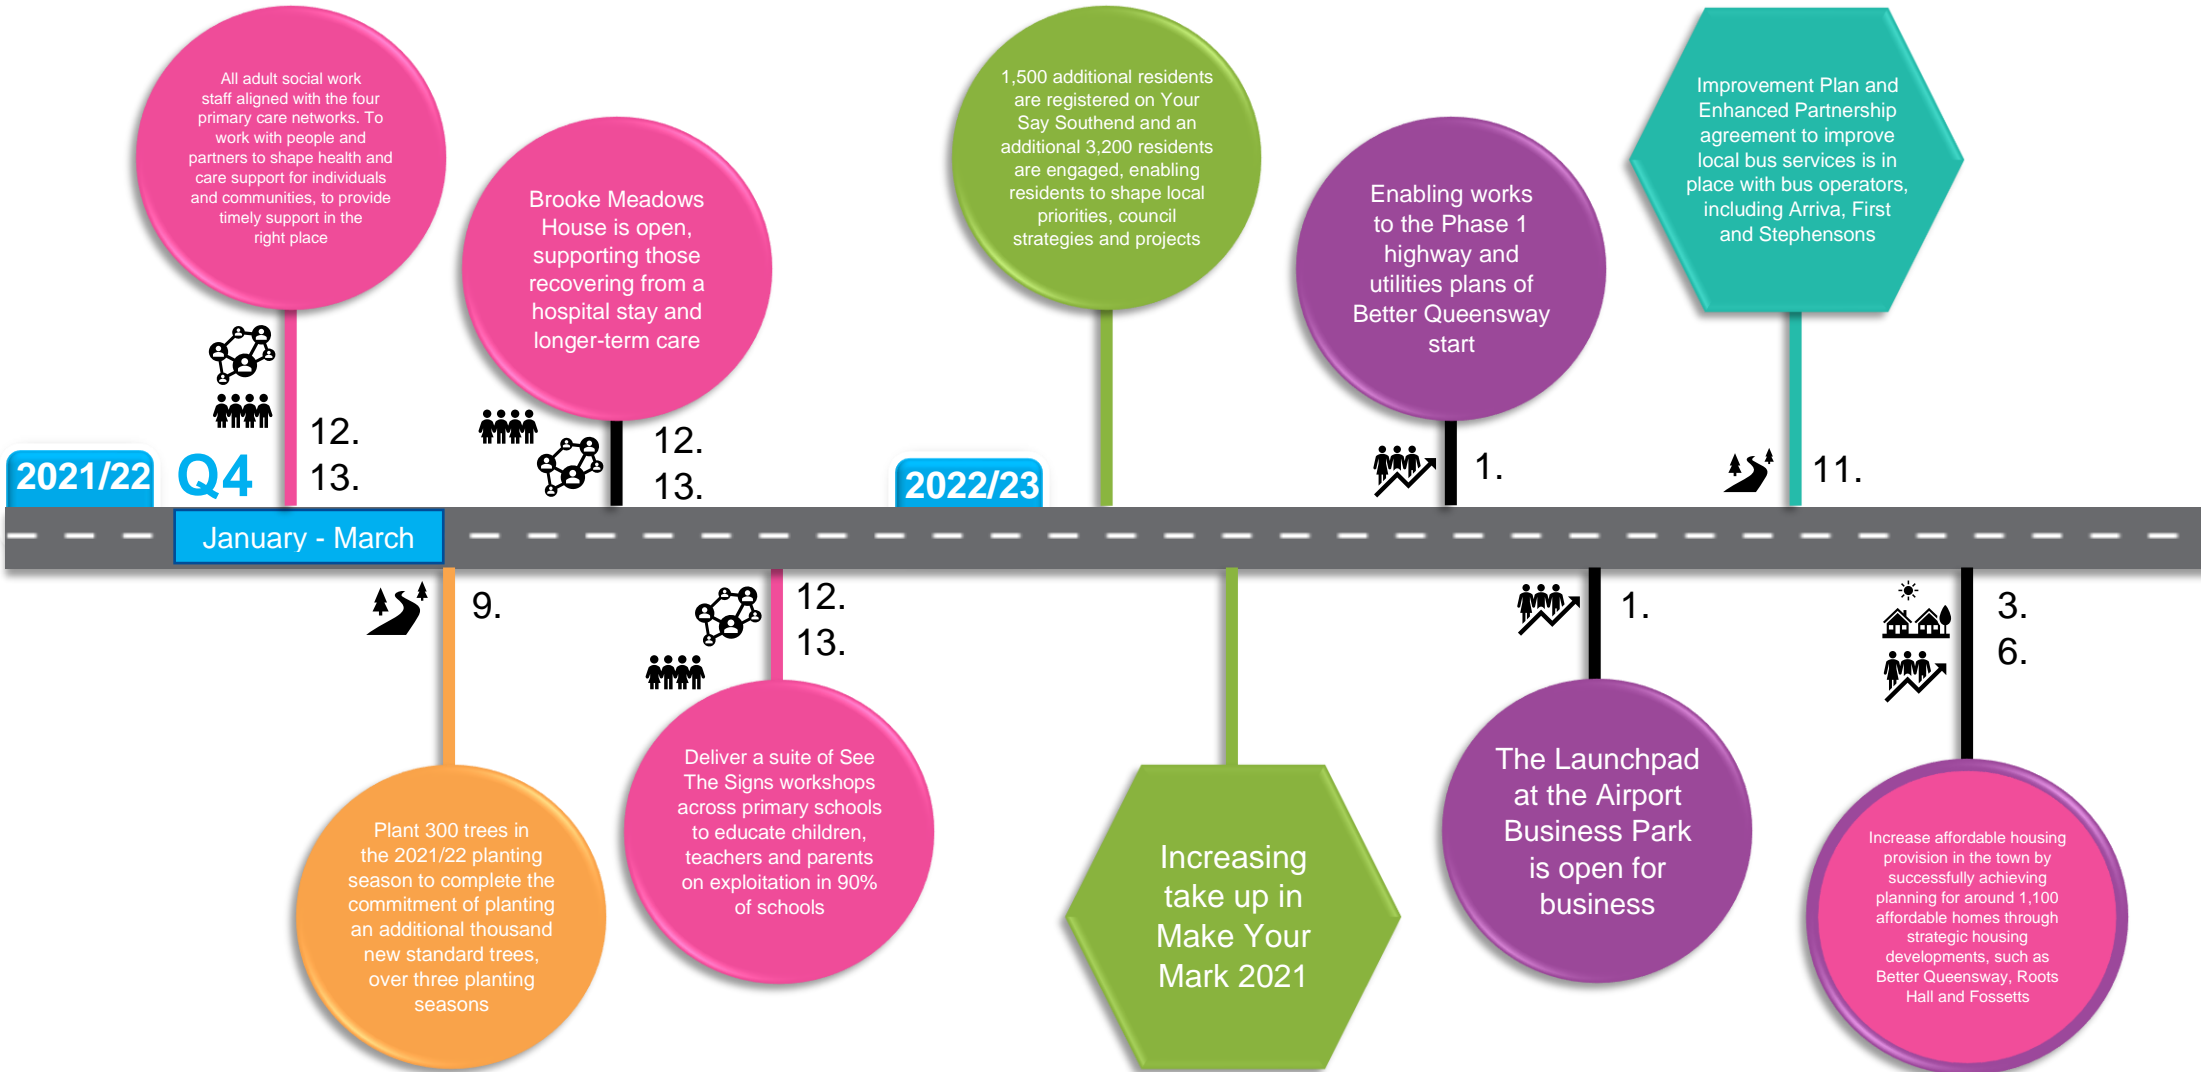 All adult social work
staff aligned with the four
primary care networks. To
work with people and
partners to shape health and
care support for individuals
and communities, to provide
timely support in the
right place
12.
13.
Brooke Meadows
House is open,
supporting those
recovering from a
hospital stay and
longer-term care
12.
13.
1,500 additional residents
are registered on Your
Say Southend and an
additional 3,200 residents
are engaged, enabling
residents to shape local
priorities, council
strategies and projects
Enabling works
to the Phase 1
highway and
utilities plans of
Better Queensway
start
1.
Improvement Plan and
Enhanced Partnership
agreement to improve
local bus services is in
place with bus operators,
including Arriva, First
and Stephensons
11.
2021/22
Q4
2022/23
January - March
9.
Plant 300 trees in
the 2021/22 planting
season to complete the
commitment of planting
an additional thousand
new standard trees,
over three planting
seasons
12.
13.
Deliver a suite of See
The Signs workshops
across primary schools
to educate children,
teachers and parents
on exploitation in 90%
of schools
Increasing
take up in
Make Your
Mark 2021
1.
The Launchpad
at the Airport
Business Park
is open for
business
3.
6.
Increase affordable housing
provision in the town by
successfully achieving
planning for around 1,100
affordable homes through
strategic housing
developments, such as
Better Queensway, Roots
Hall and Fossetts